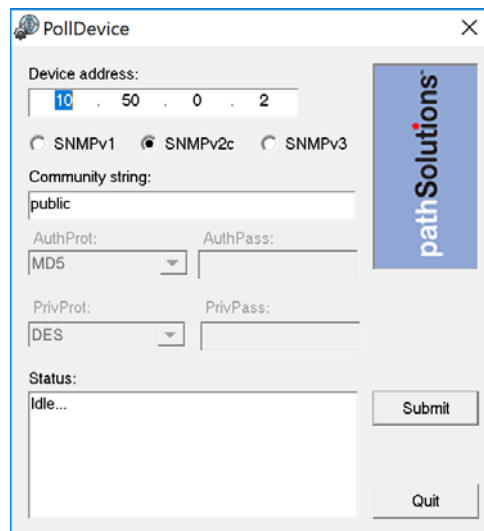 PollDevice
Device address:
10 . 50 . 0 . 2
SNMPv1 SNMPv2c SNMPv3
Community string:
public
AuthProt: AuthPass:
MD5
PrivProt: PrivPass:
DES
Status:
Idle...
Submit
Quit
pathSolutions